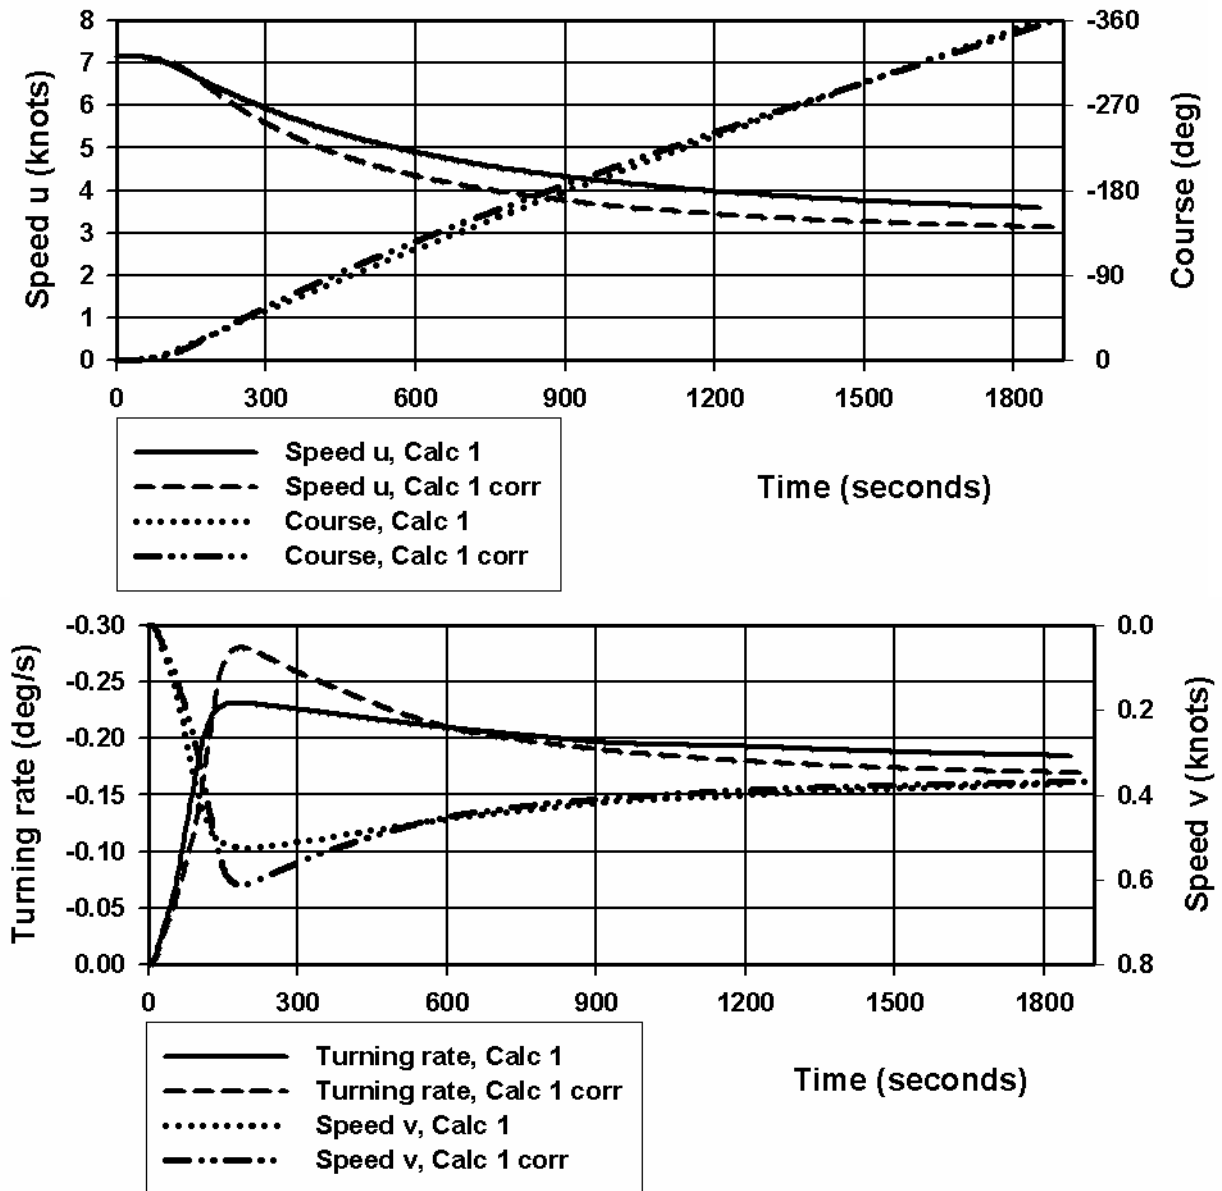 8
7
6
5
4
3
2
1
0
Speed u (knots)
-360
-270
-180
-90
0
Course (deg)
0 300 600 900 1200 1500 1800
Time (seconds)
Speed u, Calc 1
Speed u, Calc 1 corr
Course, Calc 1
Course, Calc 1 corr
-0.30
-0.25
-0.20
-0.15
-0.10
-0.05
0.00
Turning rate (deg/s)
0.0
0.2
0.4
0.6
0.8
Speed v (knots)
0 300 600 900 1200 1500 1800
Time (seconds)
Turning rate, Calc 1
Turning rate, Calc 1 corr
Speed v, Calc 1
Speed v, Calc 1 corr